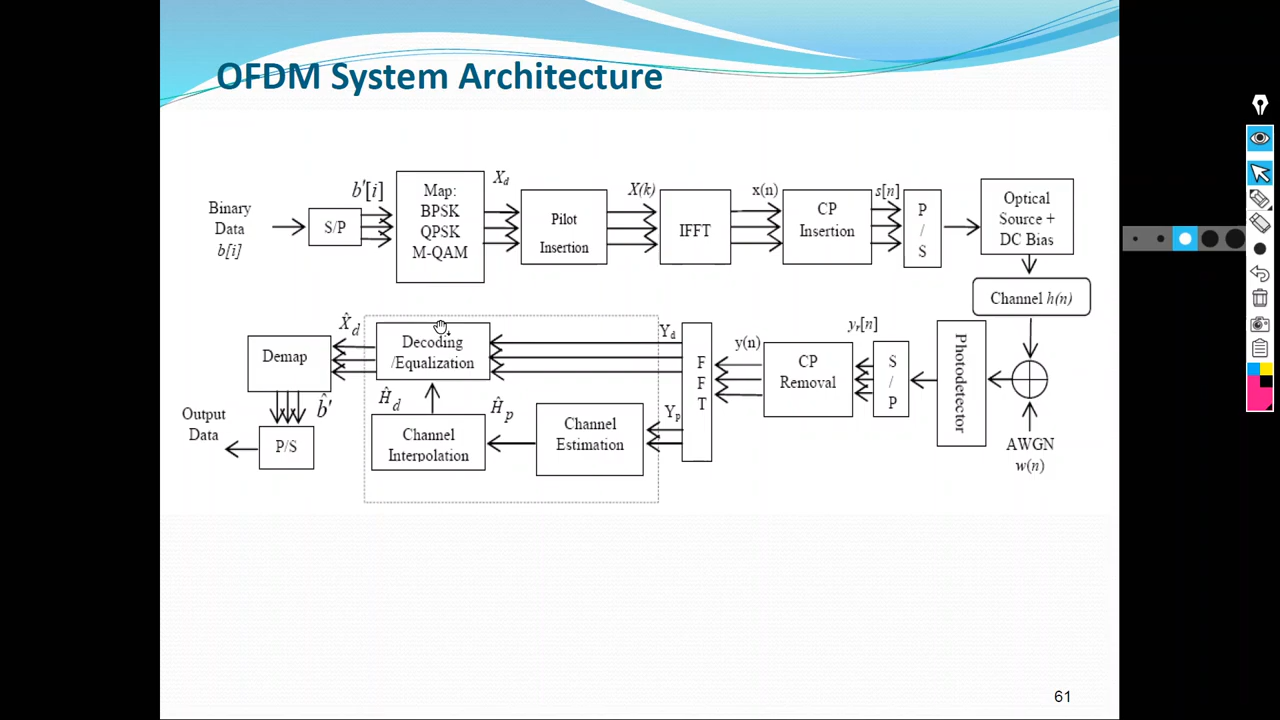 OFDM System Architecture
Binary
Data
b[i]
S/P
b'[i]
Map:
BPSK
QPSK
M-QAM
X_d
Pilot
Insertion
X(k)
IFFT
x(n)
CP
Insertion
s[n]
P
/
S
Optical
Source +
DC Bias
Channel h(n)
AWGN
w(n)
Photodetector
S
/
P
y_r[n]
CP
Removal
y(n)
F
F
T
Y_d
Y_p
Channel
Estimation
Ĥ_p
Channel
Interpolation
Ĥ_d
Decoding
/Equalization
X̂_d
Demap
b̂'
P/S
Output
Data
61